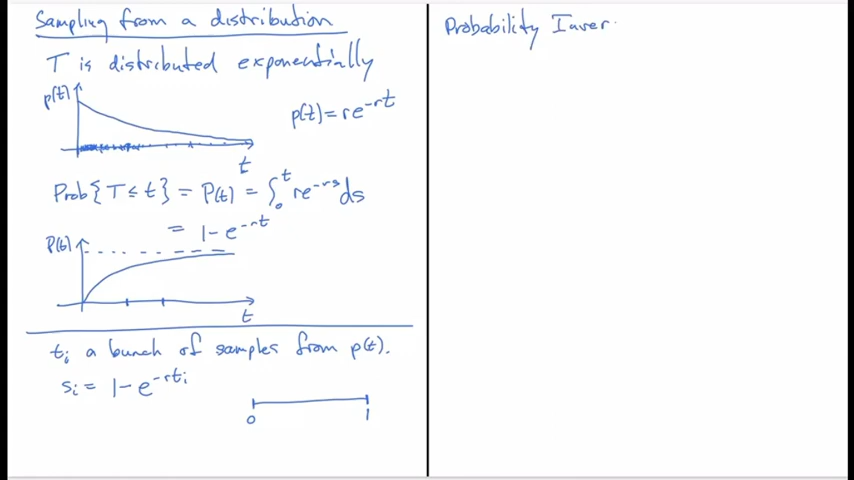 Sampling from a distribution
T is distributed exponentially
p(t)
p(t) = re^{-rt}
t
Prob{T ≤ t} = P(t) = ∫_0^t re^{-rs} ds
= 1 - e^{-rt}
P(t)
t
t_i a bunch of samples from p(t).
s_i = 1 - e^{-rt_i}
0 1
Probability Inver